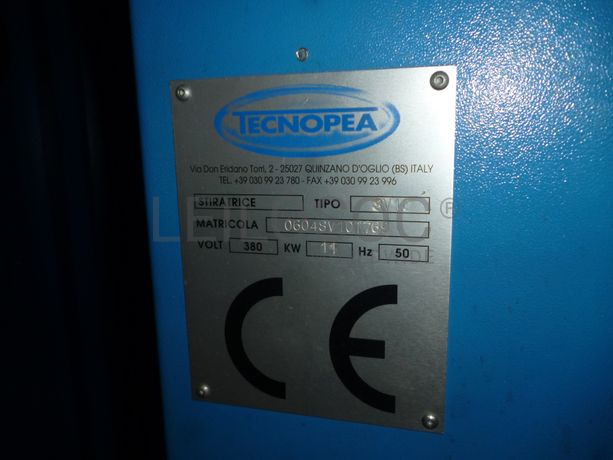 TECNOPEA
Via Don Eridano Torri, 2 - 25027 QUINZANO D'OGLIO (BS) ITALY
TEL. +39 030 99 23 780 - FAX +39 030 99 23 996
STIRATRICE TIPO
MATRICOLA
VOLT 380 KW 11 Hz 50
CE